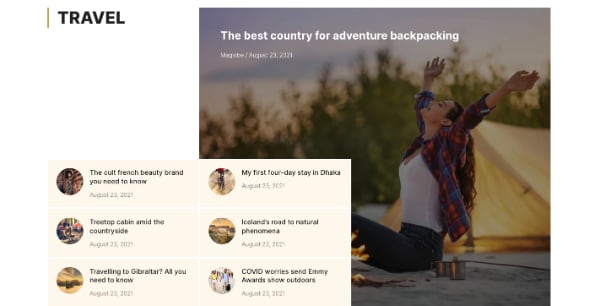 TRAVEL
The best country for adventure backpacking
Magbibe / August 23, 2021
The cult french beauty brand
you need to know
August 23, 2021
My first four-day stay in Dhaka
August 23, 2021
Treetop cabin amid the
countryside
August 23, 2021
Iceland's road to natural
phenomena
August 23, 2021
Travelling to Gibraltar? All you
need to know
August 23, 2021
COVID worries send Emmy
Awards show outdoors
August 23, 2021